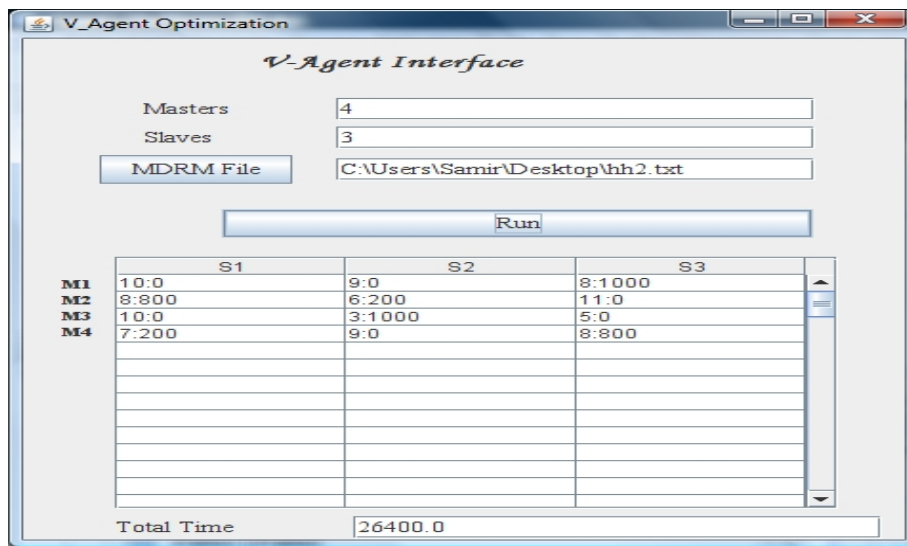 V_Agent Optimization
V-Agent Interface
Masters 4
Slaves 3
MDRM File C:\Users\Samir\Desktop\hh2.txt
Run
S1 S2 S3
M1 10:0 9:0 8:1000
M2 8:800 6:200 11:0
M3 10:0 3:1000 5:0
M4 7:200 9:0 8:800
Total Time 26400.0